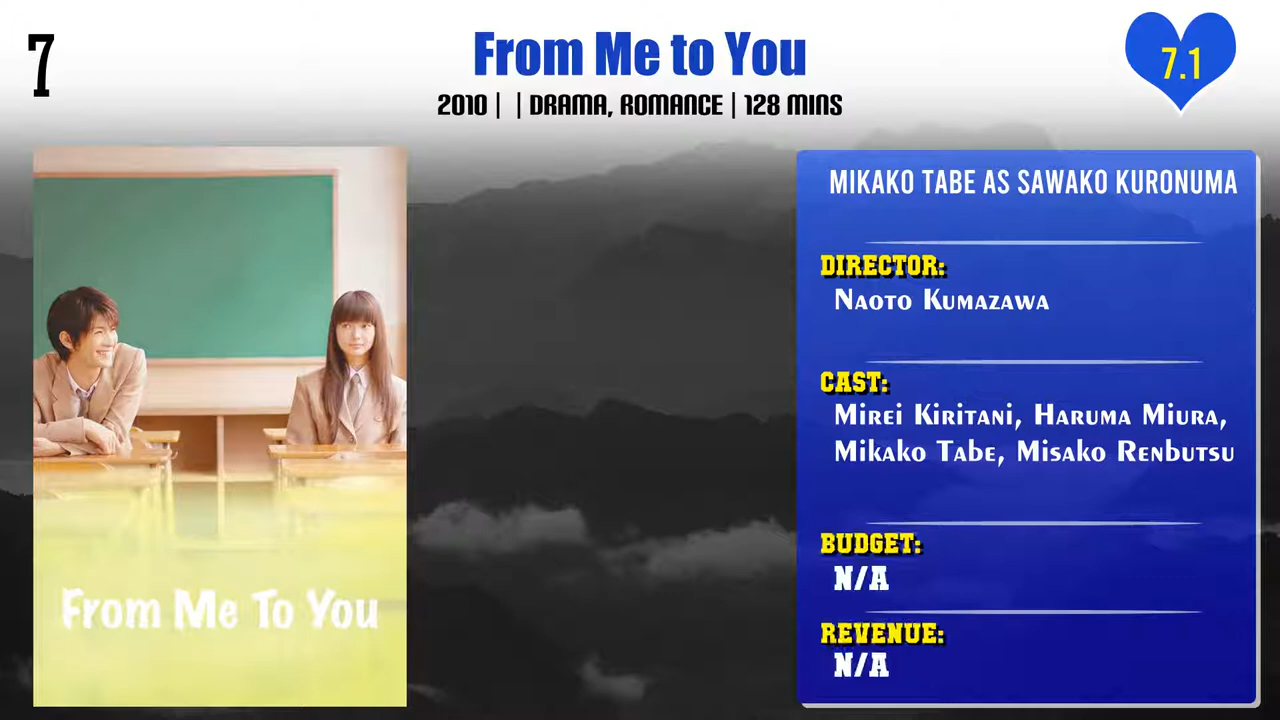 7
From Me to You
7.1
2010 | | DRAMA, ROMANCE | 128 MINS
From Me To You
MIKAKO TABE AS SAWAKO KURONUMA
DIRECTOR:
Naoto Kumazawa
CAST:
Mirei Kiritani, Haruma Miura,
Mikako Tabe, Misako Renbutsu
BUDGET:
N/A
REVENUE:
N/A